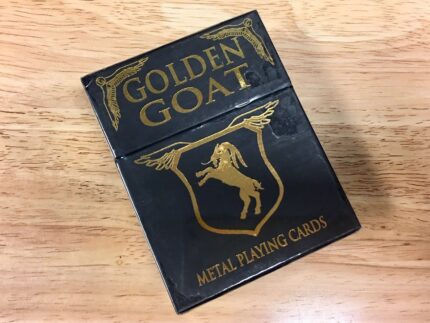 GOLDEN
GOAT
METAL PLAYING CARDS